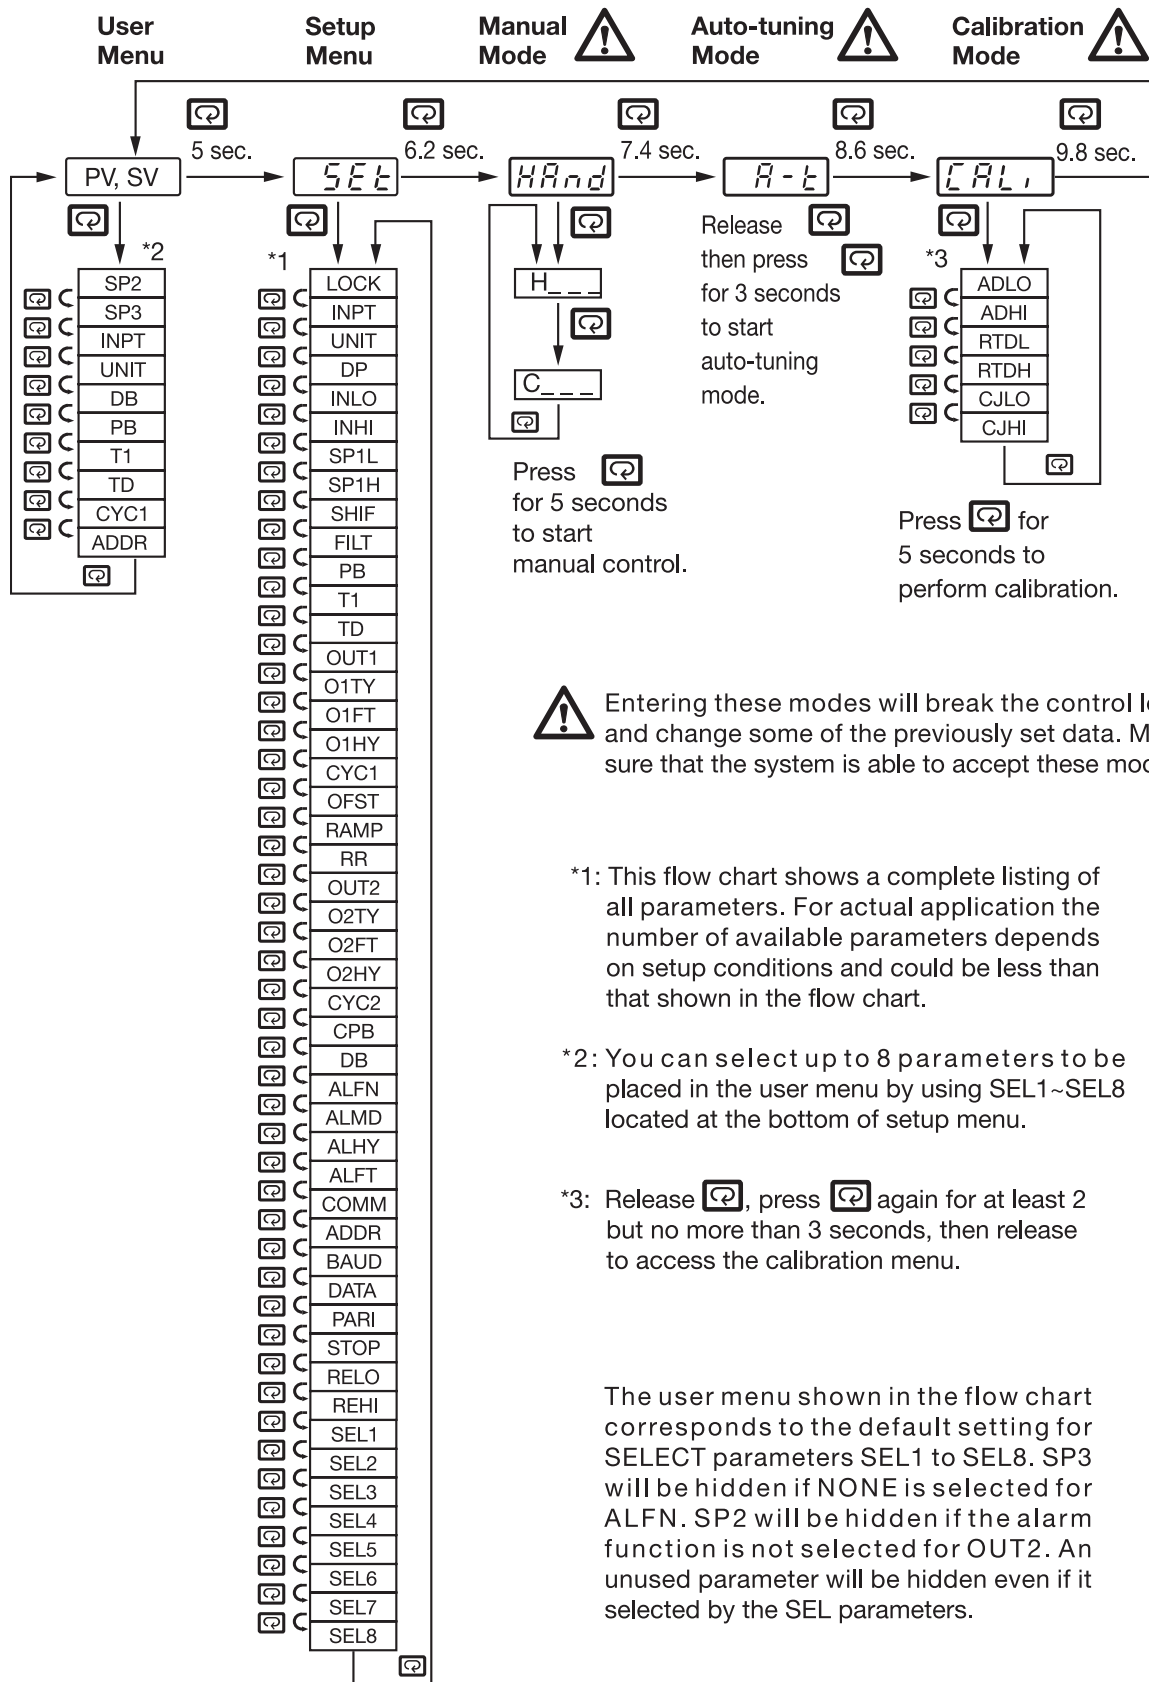 User
Menu
Setup
Menu
Manual
Mode
Auto-tuning
Mode
Calibration
Mode
5 sec.
6.2 sec.
7.4 sec.
8.6 sec.
9.8 sec.
PV, SV
SEt
HAnd
A-t
CALi
*2
SP2
SP3
INPT
UNIT
DB
PB
T1
TD
CYC1
ADDR
*1
LOCK
INPT
UNIT
DP
INLO
INHI
SP1L
SP1H
SHIF
FILT
PB
T1
TD
OUT1
O1TY
O1FT
O1HY
CYC1
OFST
RAMP
RR
OUT2
O2TY
O2FT
O2HY
CYC2
CPB
DB
ALFN
ALMD
ALHY
ALFT
COMM
ADDR
BAUD
DATA
PARI
STOP
RELO
REHI
SEL1
SEL2
SEL3
SEL4
SEL5
SEL6
SEL7
SEL8
H_ _ _
C_ _ _
Press
for 5 seconds
to start
manual control.
Release
then press
for 3 seconds
to start
auto-tuning
mode.
*3
ADLO
ADHI
RTDL
RTDH
CJLO
CJHI
Press for
5 seconds to
perform calibration.
Entering these modes will break the control
and change some of the previously set data.
sure that the system is able to accept these
*1: This flow chart shows a complete listing of
all parameters. For actual application the
number of available parameters depends
on setup conditions and could be less than
that shown in the flow chart.
*2: You can select up to 8 parameters to be
placed in the user menu by using SEL1~SEL8
located at the bottom of setup menu.
*3: Release , press again for at least 2
but no more than 3 seconds, then release
to access the calibration menu.
The user menu shown in the flow chart
corresponds to the default setting for
SELECT parameters SEL1 to SEL8. SP3
will be hidden if NONE is selected for
ALFN. SP2 will be hidden if the alarm
function is not selected for OUT2. An
unused parameter will be hidden even if it
selected by the SEL parameters.